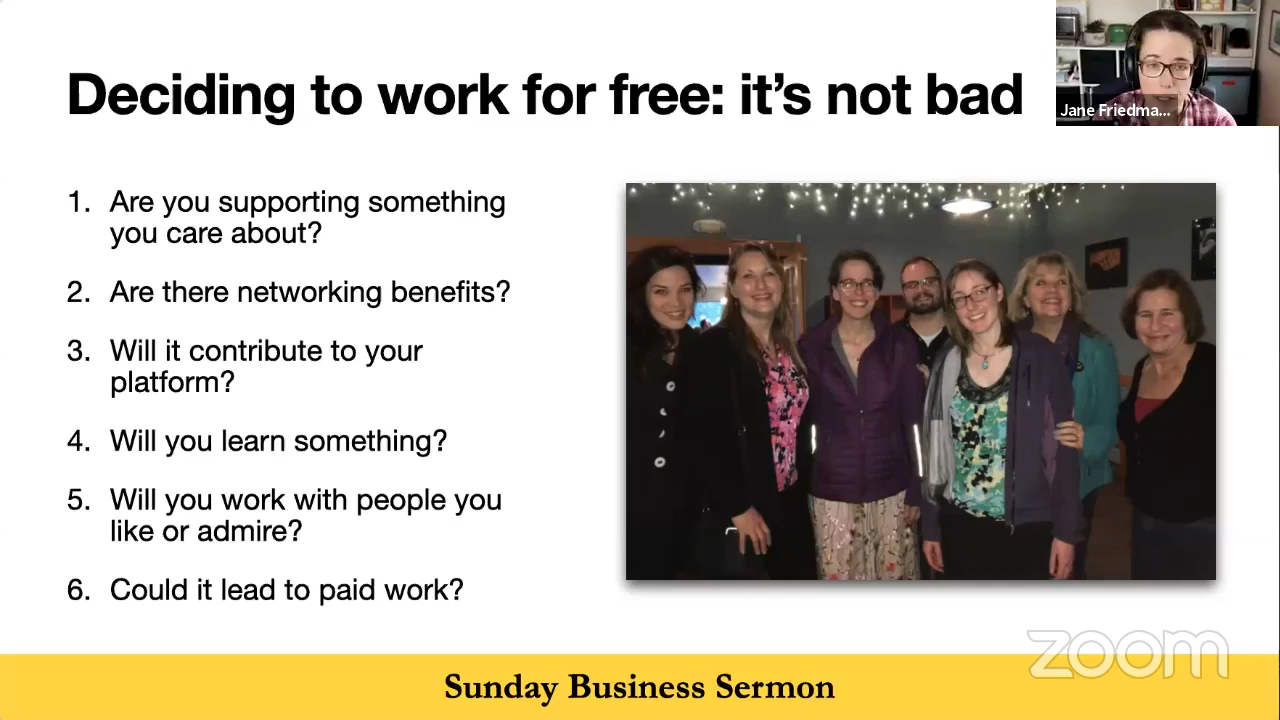 Deciding to work for free: it's not bad
Jane Friedma...
1. Are you supporting something
you care about?
2. Are there networking benefits?
3. Will it contribute to your
platform?
4. Will you learn something?
5. Will you work with people you
like or admire?
6. Could it lead to paid work?
zoom
Sunday Business Sermon